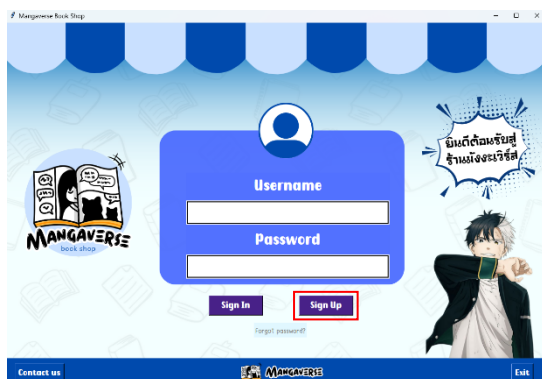 Mangaverse Book Shop
ยินดีต้อนรับสู่
ร้านมังงะเวิร์ส
MANGAVERSE
book shop
Username
Password
Sign In
Sign Up
Forgot password?
Contact us
MANGAVERSE
Exit